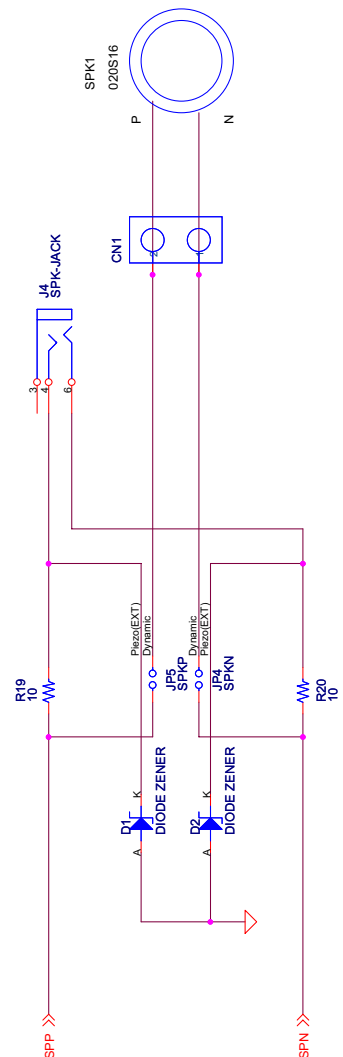 SPK1
020S16
P
N
CN1
2
1
J4
SPK-JACK
3
4
6
Piezo(EXT)
Dynamic
Dynamic
Piezo(EXT)
R19
10
JP5
SPKP
JP4
SPKN
R20
10
D1
K
A
DIODE ZENER
D2
K
A
DIODE ZENER
SPP
SPN